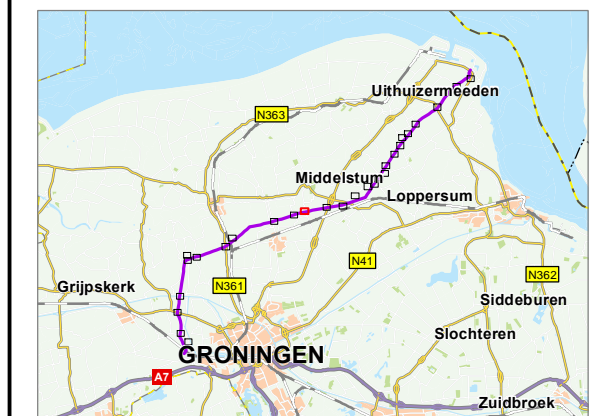 Uithuizermeeden
N363
Middelstum
Loppersum
N41
N362
Grijpskerk
N361
Siddeburen
Slochteren
GRONINGEN
A7
Zuidbroek